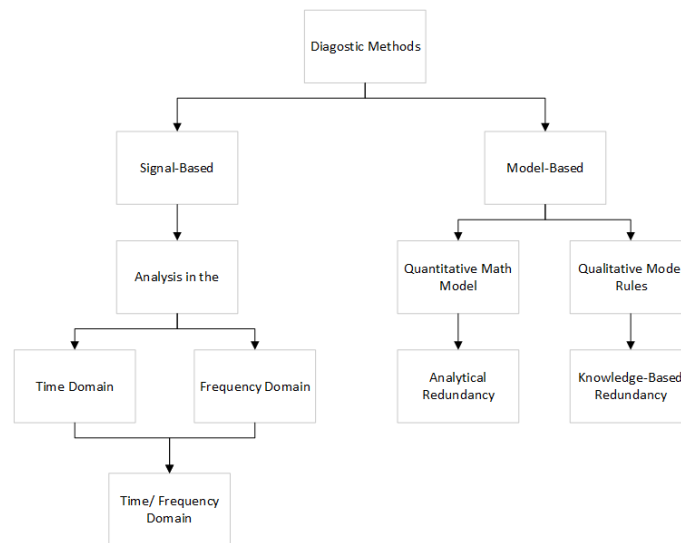 Diagostic Methods
Signal-Based
Model-Based
Analysis in the
Quantitative Math
Model
Qualitative Model
Rules
Time Domain
Frequency Domain
Analytical
Redundancy
Knowledge-Based
Redundancy
Time/ Frequency
Domain